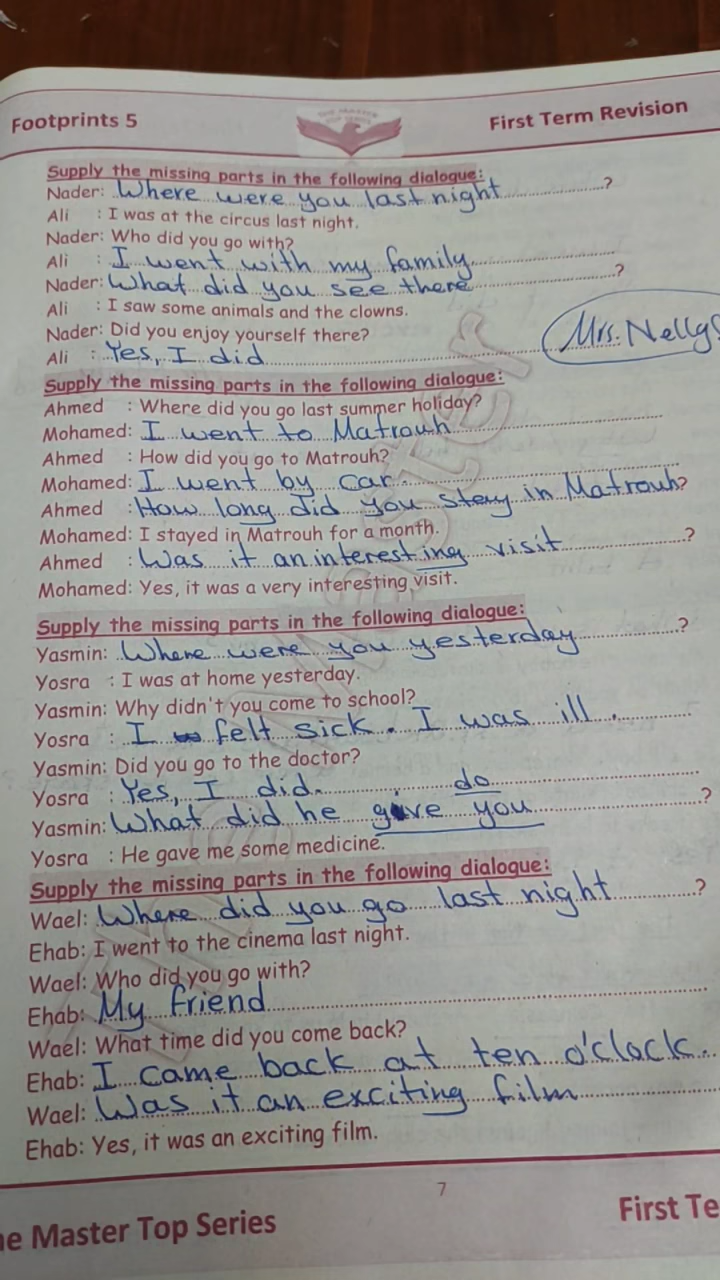 Footprints 5
First Term Revision
Supply the missing parts in the following dialogue:
Nader: Where were you last night ?
Ali : I was at the circus last night.
Nader: Who did you go with?
Ali : I went with my family
Nader: What did you see there ?
Ali : I saw some animals and the clowns.
Nader: Did you enjoy yourself there?
Ali : Yes, I did
Mrs. Nelly
Supply the missing parts in the following dialogue:
Ahmed : Where did you go last summer holiday?
Mohamed: I went to Matrouh
Ahmed : How did you go to Matrouh?
Mohamed: I went by car.
Ahmed : How long did you stay in Matrouh?
Mohamed: I stayed in Matrouh for a month.
Ahmed : Was it an interesting visit ?
Mohamed: Yes, it was a very interesting visit.
Supply the missing parts in the following dialogue:
Yasmin: Where were you yesterday ?
Yosra : I was at home yesterday.
Yasmin: Why didn't you come to school?
Yosra : I felt sick. I was ill.
Yasmin: Did you go to the doctor?
Yosra : Yes, I did.
do
Yasmin: What did he give you ?
Yosra : He gave me some medicine.
Supply the missing parts in the following dialogue:
Wael: Where did you go last night ?
Ehab: I went to the cinema last night.
Wael: Who did you go with?
Ehab: My friend
Wael: What time did you come back?
Ehab: I came back at ten o'clock.
Wael: Was it an exciting film
Ehab: Yes, it was an exciting film.
7
he Master Top Series
First Te